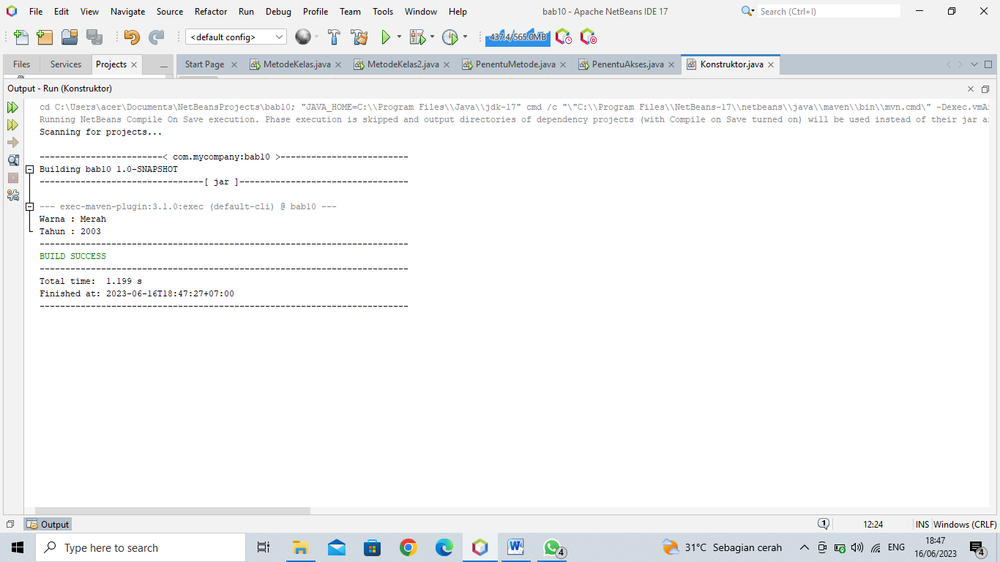 File Edit View Navigate Source Refactor Run Debug Profile Team Tools Window Help bab10 - Apache NetBeans IDE 17 Search (Ctrl+I)
<default config> 437.4/565.0MB
Files Services Projects Start Page MetodeKelas.java MetodeKelas2.java PenentuMetode.java PenentuAkses.java Konstruktor.java
Output - Run (Konstruktor)
cd C:\Users\acer\Documents\NetBeansProjects\bab10; "JAVA_HOME=C:\\Program Files\\Java\\jdk-17" cmd /c "\"C:\\Program Files\\NetBeans-17\\netbeans\\java\\maven\\bin\\mvn.cmd\" -Dexec.vmA
Running NetBeans Compile On Save execution. Phase execution is skipped and output directories of dependency projects (with Compile on Save turned on) will be used instead of their jar a
Scanning for projects...
------------------------< com.mycompany:bab10 >-------------------------
Building bab10 1.0-SNAPSHOT
--------------------------------[ jar ]---------------------------------
--- exec-maven-plugin:3.1.0:exec (default-cli) @ bab10 ---
Warna : Merah
Tahun : 2003
------------------------------------------------------------------------
BUILD SUCCESS
------------------------------------------------------------------------
Total time:  1.199 s
Finished at: 2023-06-16T18:47:27+07:00
------------------------------------------------------------------------
Output 1 12:24 INS Windows (CRLF)
Type here to search 4 31°C Sebagian cerah ENG 18:47
16/06/2023 4